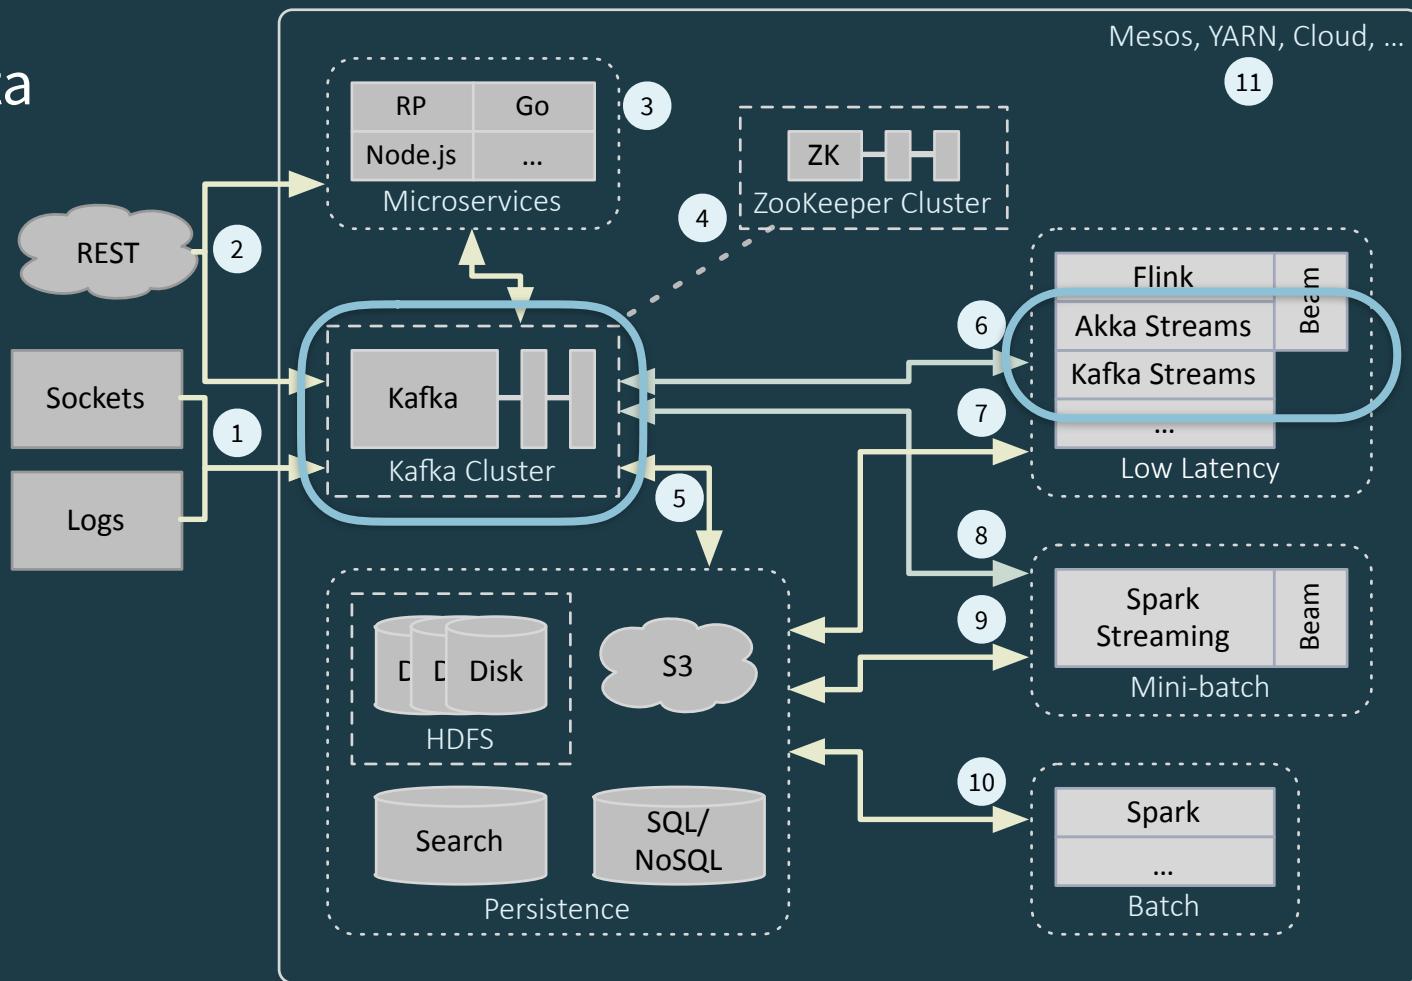 ta
Mesos, YARN, Cloud, ...
11
RP
Go
Node.js
...
Microservices
3
ZK
ZooKeeper Cluster
4
REST
2
Sockets
Logs
1
Kafka
Kafka Cluster
5
Flink
Akka Streams
Kafka Streams
...
Beam
Low Latency
6
7
8
Spark
Streaming
Beam
Mini-batch
9
D
D
Disk
HDFS
S3
Search
SQL/
NoSQL
Persistence
10
Spark
...
Batch